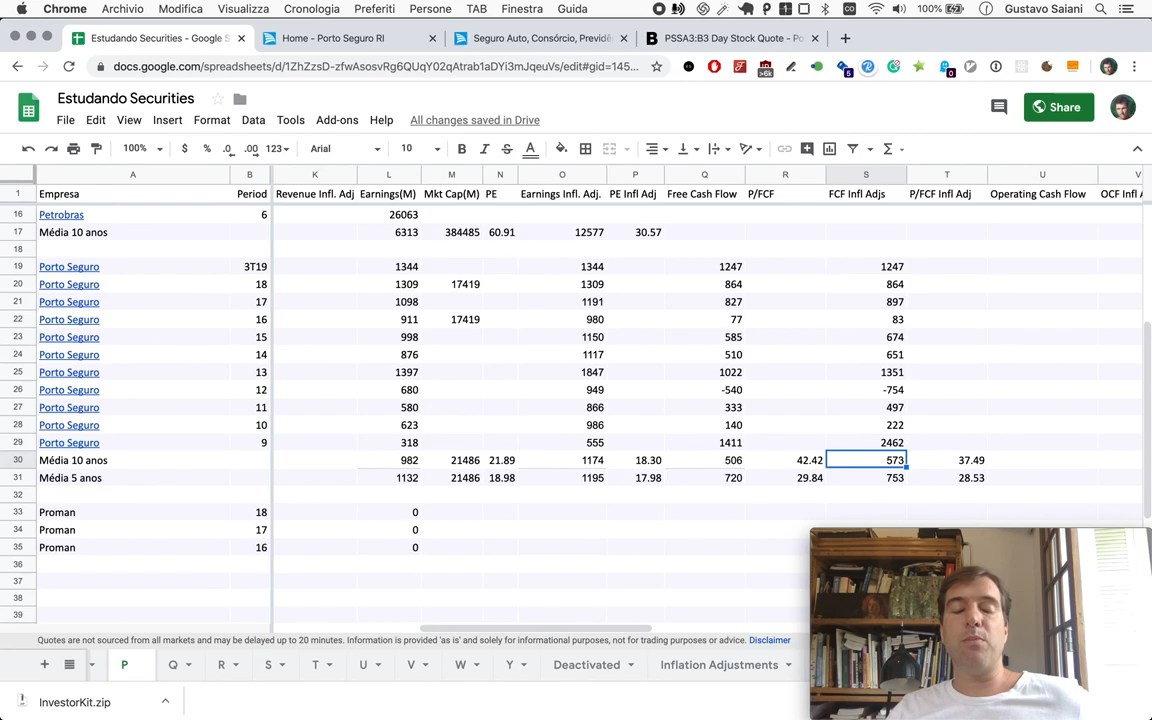 Chrome Archivio Modifica Visualizza Cronologia Preferiti Persone TAB Finestra Guida 100% Gustavo Saiani
Estudando Securities - Google S Home - Porto Seguro RI Seguro Auto, Consórcio, Previdê PSSA3:B3 Day Stock Quote - Po
docs.google.com/spreadsheets/d/1ZhZzsD-zfwAsosvRg6QUqY02qAtrab1aDYi3mJqeuVs/edit#gid=145... >6k 5 0
Estudando Securities
File Edit View Insert Format Data Tools Add-ons Help All changes saved in Drive Share
100% $ % .0 .00 123 Arial 10 B I S A Σ
A B K L M N O P Q R S T U V
1 Empresa Period Revenue Infl. Adj Earnings(M) Mkt Cap(M) PE Earnings Infl. Adj. PE Infl Adj Free Cash Flow P/FCF FCF Infl Adjs P/FCF Infl Adj Operating Cash Flow OCF Infl A
16 Petrobras 6 26063
17 Média 10 anos 6313 384485 60.91 12577 30.57
18
19 Porto Seguro 3T19 1344 1344 1247 1247
20 Porto Seguro 18 1309 17419 1309 864 864
21 Porto Seguro 17 1098 1191 827 897
22 Porto Seguro 16 911 17419 980 77 83
23 Porto Seguro 15 998 1150 585 674
24 Porto Seguro 14 876 1117 510 651
25 Porto Seguro 13 1397 1847 1022 1351
26 Porto Seguro 12 680 949 -540 -754
27 Porto Seguro 11 580 866 333 497
28 Porto Seguro 10 623 986 140 222
29 Porto Seguro 9 318 555 1411 2462
30 Média 10 anos 982 21486 21.89 1174 18.30 506 42.42 573 37.49
31 Média 5 anos 1132 21486 18.98 1195 17.98 720 29.84 753 28.53
32
33 Proman 18 0
34 Proman 17 0
35 Proman 16 0
36
37
38
39
Quotes are not sourced from all markets and may be delayed up to 20 minutes. Information is provided 'as is' and solely for informational purposes, not for trading purposes or advice. Disclaimer
P Q R S T U V W Y Deactivated Inflation Adjustments
InvestorKit.zip